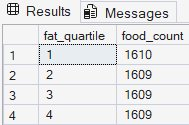 Results Messages
fat_quartile food_count
1 1 1610
2 2 1609
3 3 1609
4 4 1609